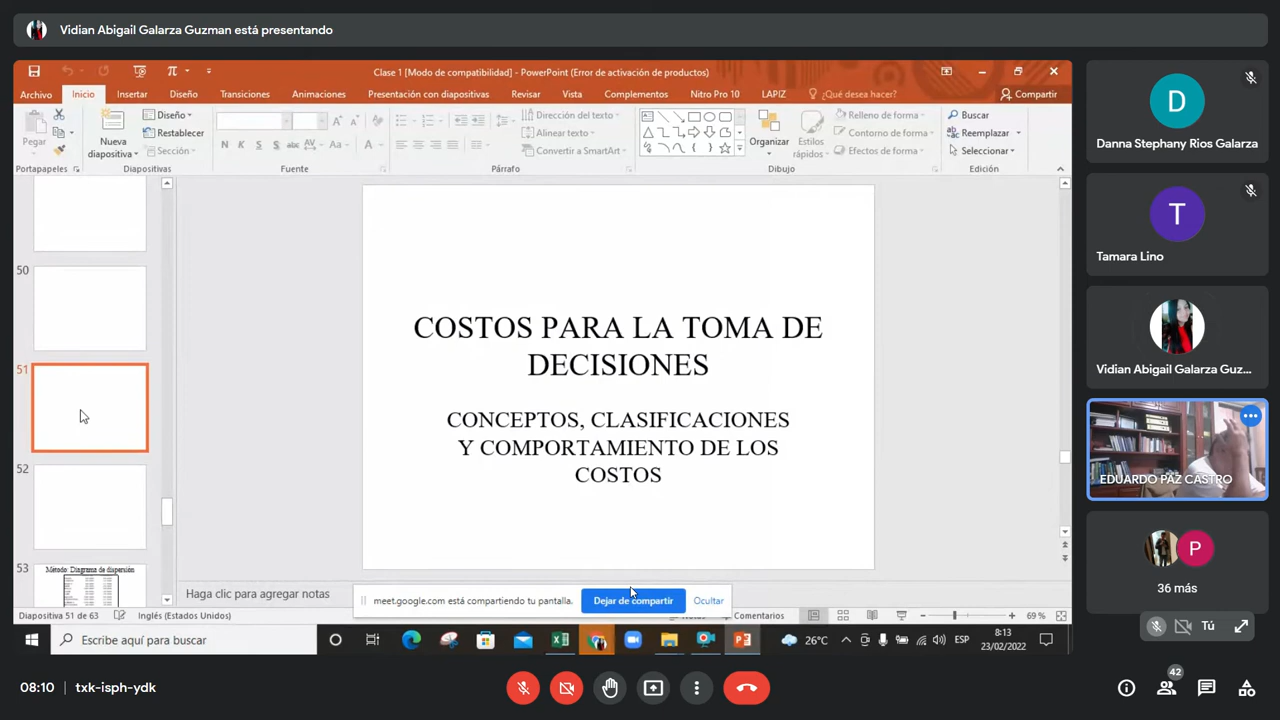 Vidian Abigail Galarza Guzman está presentando
Clase 1 [Modo de compatibilidad] - PowerPoint (Error de activación de productos)
Archivo Inicio Insertar Diseño Transiciones Animaciones Presentación con diapositivas Revisar Vista Complementos Nitro Pro 10 LAPIZ ¿Qué desea hacer? Compartir
Pegar
Nueva diapositiva
Diseño
Restablecer
Sección
N K S S abc AV Aa A
Dirección del texto
Alinear texto
Convertir a SmartArt
Organizar
Estilos rápidos
Relleno de forma
Contorno de forma
Efectos de forma
Buscar
Reemplazar
Seleccionar
Portapapeles Diapositivas Fuente Párrafo Dibujo Edición
50
51
52
53
Método: Diagrama de dispersión
COSTOS PARA LA TOMA DE
DECISIONES
CONCEPTOS, CLASIFICACIONES
Y COMPORTAMIENTO DE LOS
COSTOS
Haga clic para agregar notas
meet.google.com está compartiendo tu pantalla. Dejar de compartir Ocultar
Diapositiva 51 de 63 Inglés (Estados Unidos) Notas Comentarios 69 %
Escribe aquí para buscar
26°C ESP
8:13
23/02/2022
D
Danna Stephany Rios Galarza
T
Tamara Lino
Vidian Abigail Galarza Guz...
EDUARDO PAZ CASTRO
P
36 más
Tú
08:10 | txk-isph-ydk
42